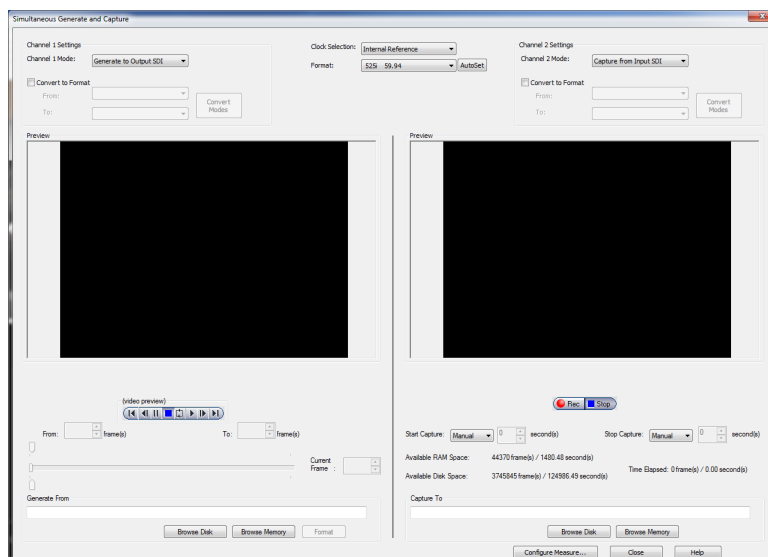 Simultaneous Generate and Capture
Channel 1 Settings
Channel 1 Mode: Generate to Output SDI
Convert to Format
From:
To:
Convert Modes
Clock Selection: Internal Reference
Format: 525i 59.94 AutoSet
Channel 2 Settings
Channel 2 Mode: Capture from Input SDI
Convert to Format
From:
To:
Convert Modes
Preview
Preview
(video preview)
From: frame(s) To: frame(s)
Current Frame :
Generate From
Browse Disk Browse Memory Format
Rec Stop
Start Capture: Manual 0 second(s) Stop Capture: Manual 0 second(s)
Available RAM Space: 44370 frame(s) / 1480.48 second(s)
Available Disk Space: 3745845 frame(s) / 124986.49 second(s)
Time Elapsed: 0 frame(s) / 0.00 second(s)
Capture To
Browse Disk Browse Memory
Configure Measure... Close Help